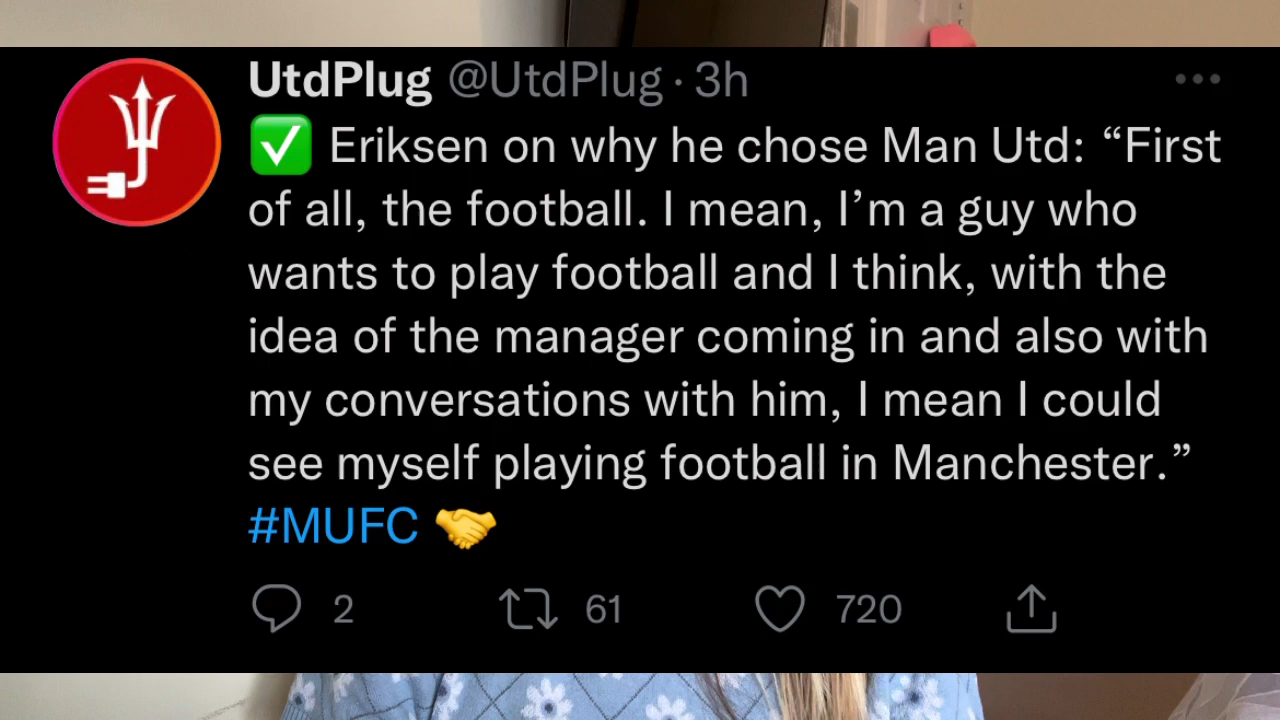 UtdPlug @UtdPlug · 3h
✅ Eriksen on why he chose Man Utd: “First
of all, the football. I mean, I’m a guy who
wants to play football and I think, with the
idea of the manager coming in and also with
my conversations with him, I mean I could
see myself playing football in Manchester.”
#MUFC 🤝
2 61 720